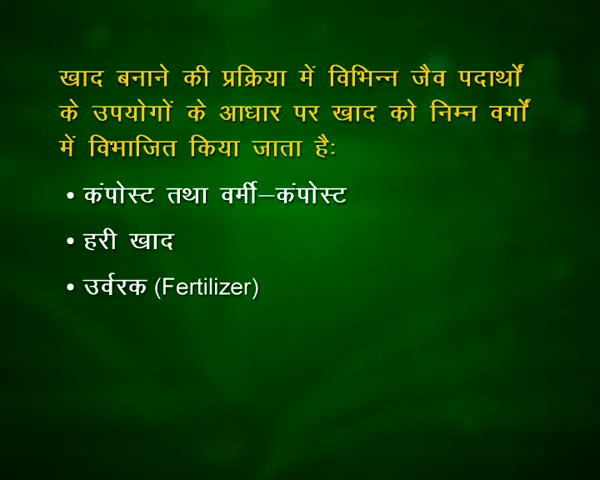 खाद बनाने की प्रक्रिया में विभिन्न जैव पदार्थों
के उपयोगों के आधार पर खाद को निम्न वर्गों
में विभाजित किया जाता है:
• कंपोस्ट तथा वर्मी–कंपोस्ट
• हरी खाद
• उर्वरक (Fertilizer)